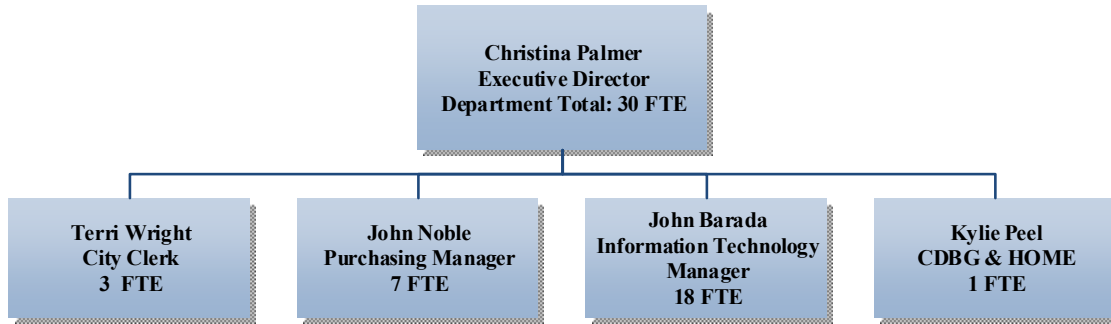 Christina Palmer
Executive Director
Department Total: 30 FTE
Terri Wright
City Clerk
3 FTE
John Noble
Purchasing Manager
7 FTE
John Barada
Information Technology
Manager
18 FTE
Kylie Peel
CDBG & HOME
1 FTE